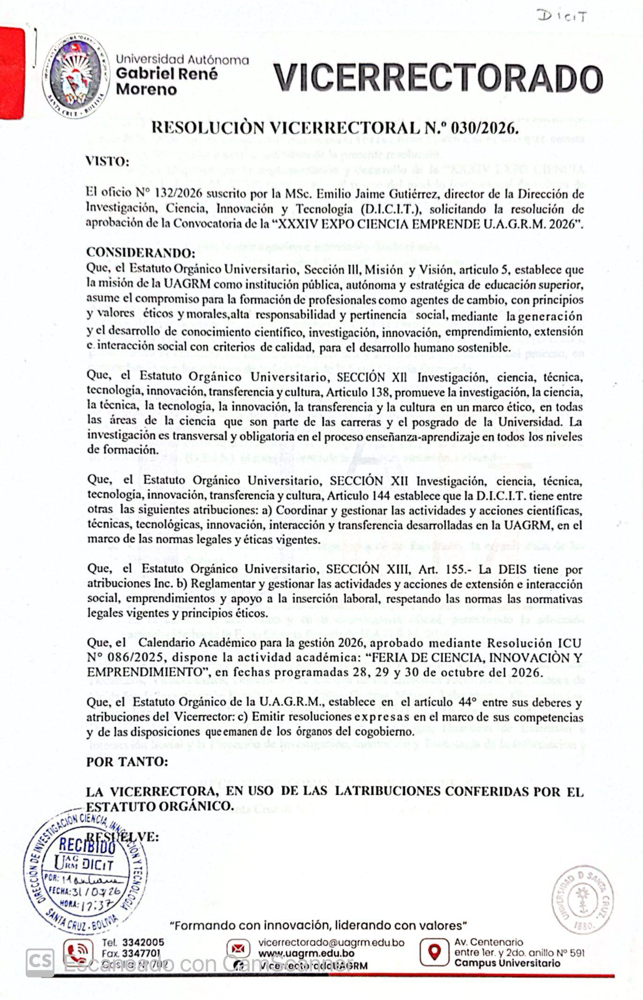 DiciT
Universidad Autónoma
Gabriel René
Moreno
VICERRECTORADO
SANTA CRUZ - BOLIVIA
RESOLUCIÒN VICERRECTORAL N.º 030/2026.
VISTO:
El oficio N° 132/2026 suscrito por la MSc. Emilio Jaime Gutiérrez, director de la Dirección de
Investigación, Ciencia, Innovación y Tecnología (D.I.C.I.T.), solicitando la resolución de
aprobación de la Convocatoria de la “XXXIV EXPO CIENCIA EMPRENDE U.A.G.R.M. 2026”.
CONSIDERANDO:
Que, el Estatuto Orgánico Universitario, Sección III, Misión y Visión, articulo 5, establece que
la misión de la UAGRM como institución pública, autónoma y estratégica de educación superior,
asume el compromiso para la formación de profesionales como agentes de cambio, con principios
y valores éticos y morales,alta responsabilidad y pertinencia social, mediante la generación
y el desarrollo de conocimiento científico, investigación, innovación, emprendimiento, extensión
e. interacción social con criterios de calidad, para el desarrollo humano sostenible.
Que, el Estatuto Orgánico Universitario, SECCIÓN XII Investigación, ciencia, técnica,
tecnología, innovación, transferencia y cultura, Articulo 138, promueve la investigación, la ciencia,
la técnica, la tecnología, la innovación, la transferencia y la cultura en un marco ético, en todas
las áreas de la ciencia que son parte de las carreras y el posgrado de la Universidad. La
investigación es transversal y obligatoria en el proceso enseñanza-aprendizaje en todos los niveles
de formación.
Que, el Estatuto Orgánico Universitario, SECCIÓN XII Investigación, ciencia, técnica,
tecnología, innovación, transferencia y cultura, Articulo 144 establece que la D.I.C.I.T. tiene entre
otras las siguientes atribuciones: a) Coordinar y gestionar las actividades y acciones científicas,
técnicas, tecnológicas, innovación, interacción y transferencia desarrolladas en la UAGRM, en el
marco de las normas legales y éticas vigentes.
Que, el Estatuto Orgánico Universitario, SECCIÓN XIII, Art. 155.- La DEIS tiene por
atribuciones Inc. b) Reglamentar y gestionar las actividades y acciones de extensión e interacción
social, emprendimientos y apoyo a la inserción laboral, respetando las normas las normativas
legales vigentes y principios éticos.
Que, el Calendario Académico para la gestión 2026, aprobado mediante Resolución ICU
N° 086/2025, dispone la actividad académica: “FERIA DE CIENCIA, INNOVACIÒN Y
EMPRENDIMIENTO”, en fechas programadas 28, 29 y 30 de octubre del 2026.
Que, el Estatuto Orgánico de la U.A.G.R.M., establece en el artículo 44° entre sus deberes y
atribuciones del Vicerrector: c) Emitir resoluciones expresas en el marco de sus competencias
y de las disposiciones que emanen de los órganos del cogobierno.
POR TANTO:
LA VICERRECTORA, EN USO DE LAS LATRIBUCIONES CONFERIDAS POR EL
ESTATUTO ORGÁNICO.
RESUELVE:
DIRECCIÓN DE INVESTIGACIÓN CIENCIA, INNOVACIÓN Y TECNOLOGÍA
RECIBIDO
UAGRM DICIT
POR:
FECHA: 31/03/26
HORA: 12:37
SANTA CRUZ - BOLIVIA
UNIVERSIDAD D SANTA CRUZ.
1880.
“Formando con innovación, liderando con valores”
Tel. 3342005
Fax. 3347701
Casilla Nº 702
vicerrectorado@uagrm.edu.bo
www.uagrm.edu.bo
VicerrectoradoUAGRM
Av. Centenario
entre 1er. y 2do. anillo Nº 591
Campus Universitario
CS Escaneado con CamScanner